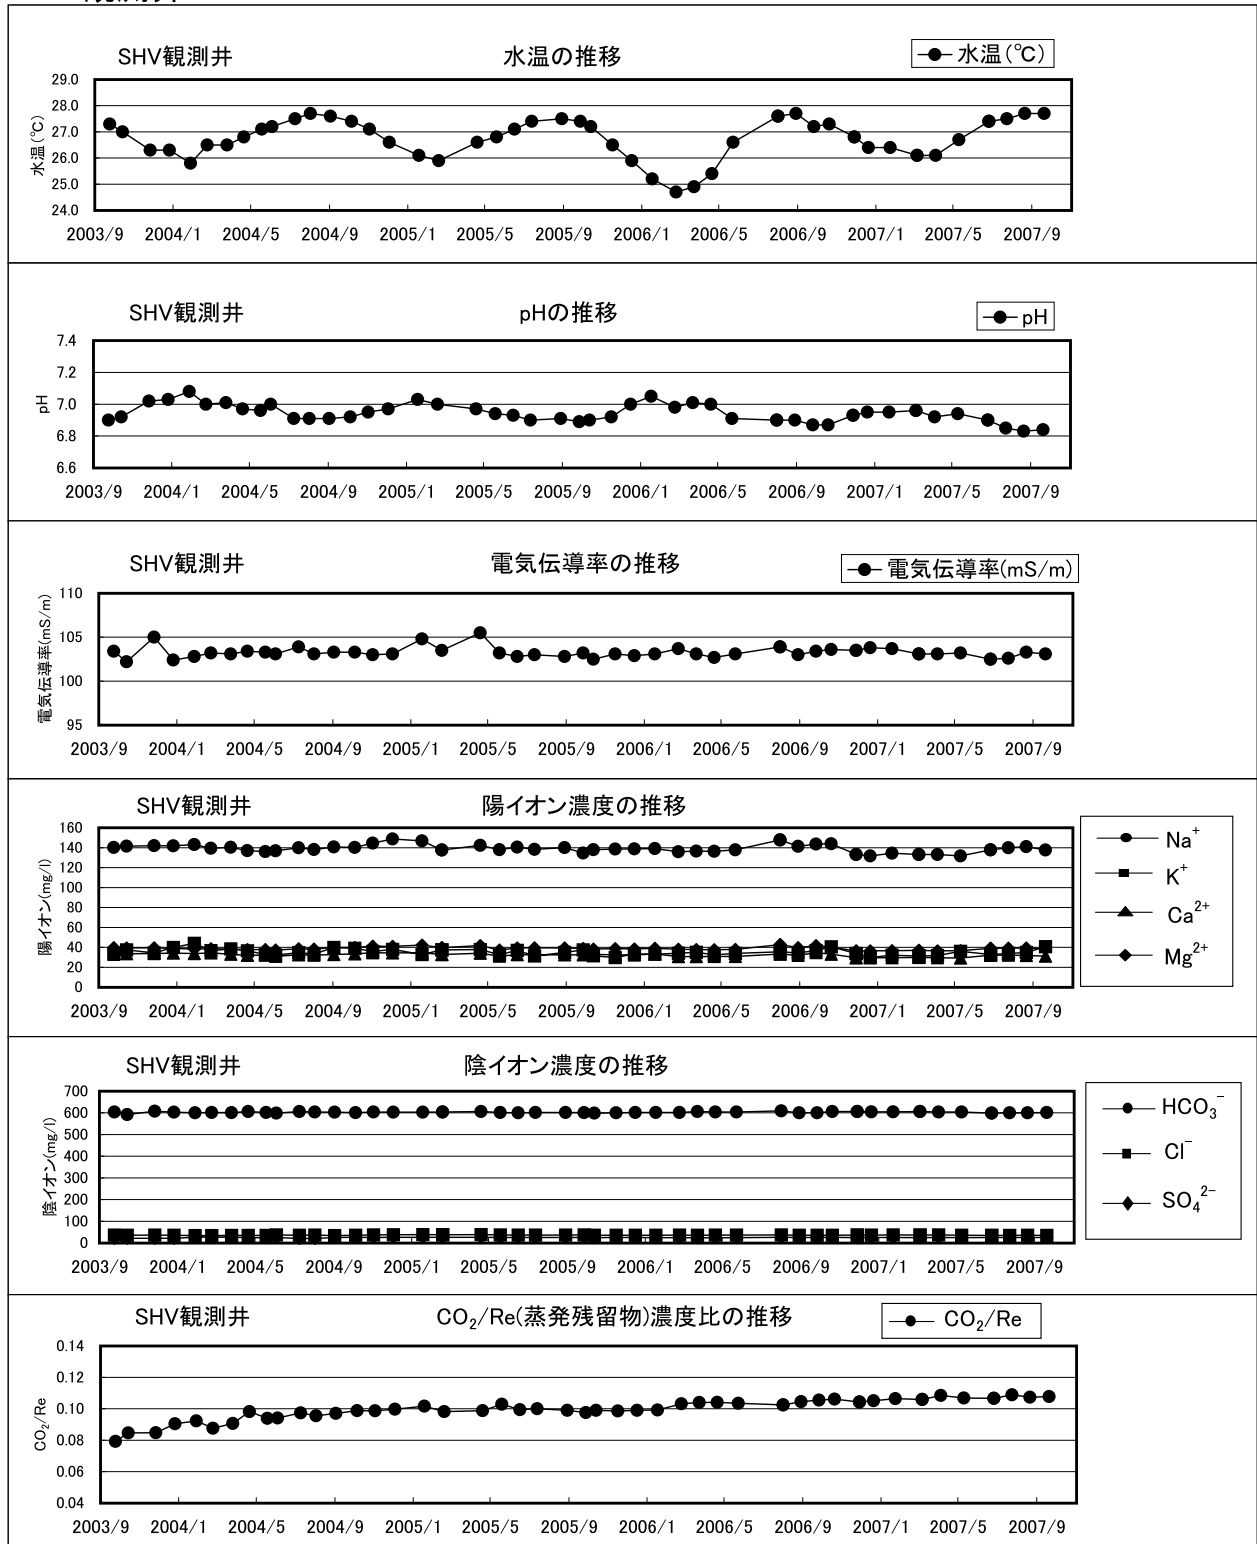 SHV観測井 水温の推移 水温(℃)
29.0
28.0
27.0
26.0
25.0
24.0
水温(℃)
2003/9 2004/1 2004/5 2004/9 2005/1 2005/5 2005/9 2006/1 2006/5 2006/9 2007/1 2007/5 2007/9
SHV観測井 pHの推移 pH
7.4
7.2
7.0
6.8
6.6
pH
2003/9 2004/1 2004/5 2004/9 2005/1 2005/5 2005/9 2006/1 2006/5 2006/9 2007/1 2007/5 2007/9
SHV観測井 電気伝導率の推移 電気伝導率(mS/m)
110
105
100
95
電気伝導率(mS/m)
2003/9 2004/1 2004/5 2004/9 2005/1 2005/5 2005/9 2006/1 2006/5 2006/9 2007/1 2007/5 2007/9
SHV観測井 陽イオン濃度の推移
160
140
120
100
80
60
40
20
0
陽イオン(mg/l)
Na⁺
K⁺
Ca²⁺
Mg²⁺
2003/9 2004/1 2004/5 2004/9 2005/1 2005/5 2005/9 2006/1 2006/5 2006/9 2007/1 2007/5 2007/9
SHV観測井 陰イオン濃度の推移
700
600
500
400
300
200
100
0
陰イオン(mg/l)
HCO₃⁻
Cl⁻
SO₄²⁻
2003/9 2004/1 2004/5 2004/9 2005/1 2005/5 2005/9 2006/1 2006/5 2006/9 2007/1 2007/5 2007/9
SHV観測井 CO₂/Re(蒸発残留物)濃度比の推移 CO₂/Re
0.14
0.12
0.10
0.08
0.06
0.04
CO₂/Re
2003/9 2004/1 2004/5 2004/9 2005/1 2005/5 2005/9 2006/1 2006/5 2006/9 2007/1 2007/5 2007/9